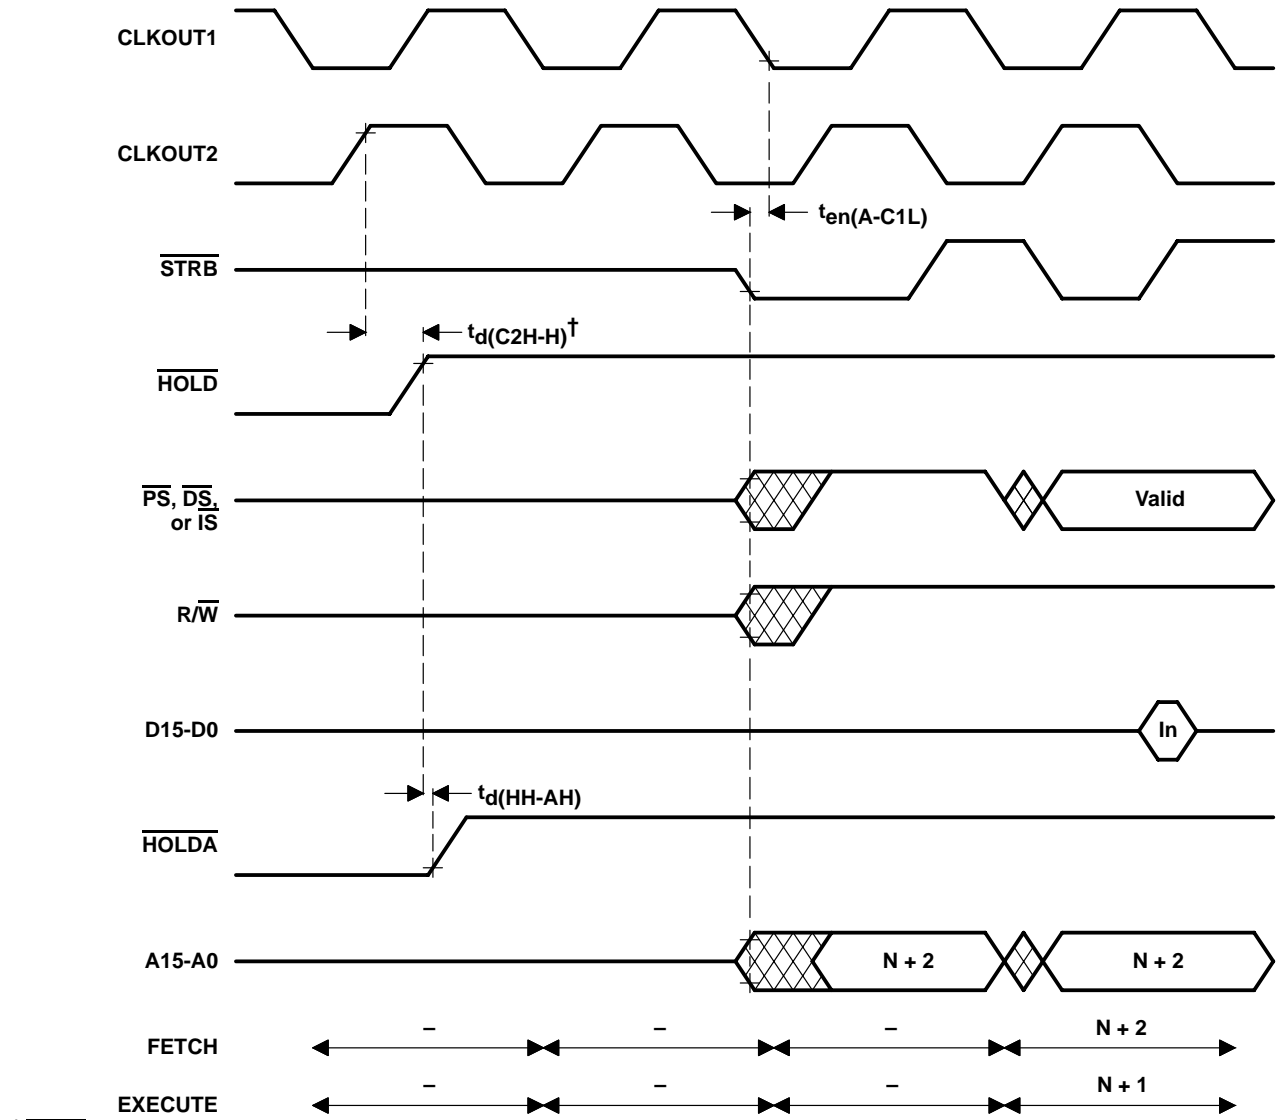 CLKOUT1
CLKOUT2
ten(A-C1L)
STRB
td(C2H-H)†
HOLD
PS, DS,
or IS
Valid
R/W
D15-D0
In
td(HH-AH)
HOLDA
A15-A0
N + 2
N + 2
– – – N + 2
FETCH
– – – N + 1
EXECUTE